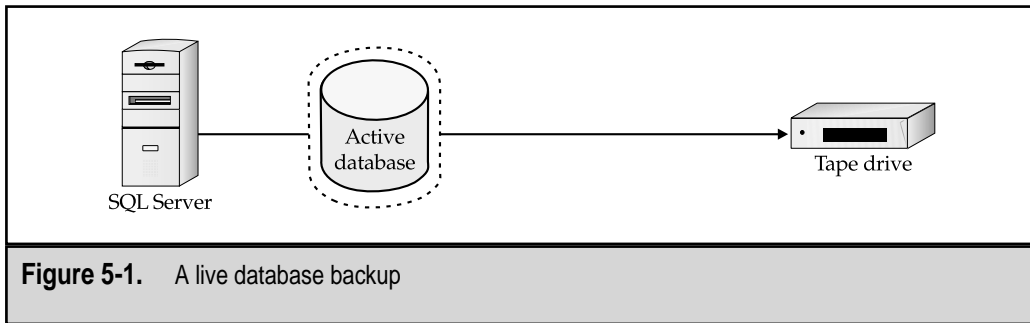 Active
database
SQL Server
Tape drive
Figure 5-1. A live database backup